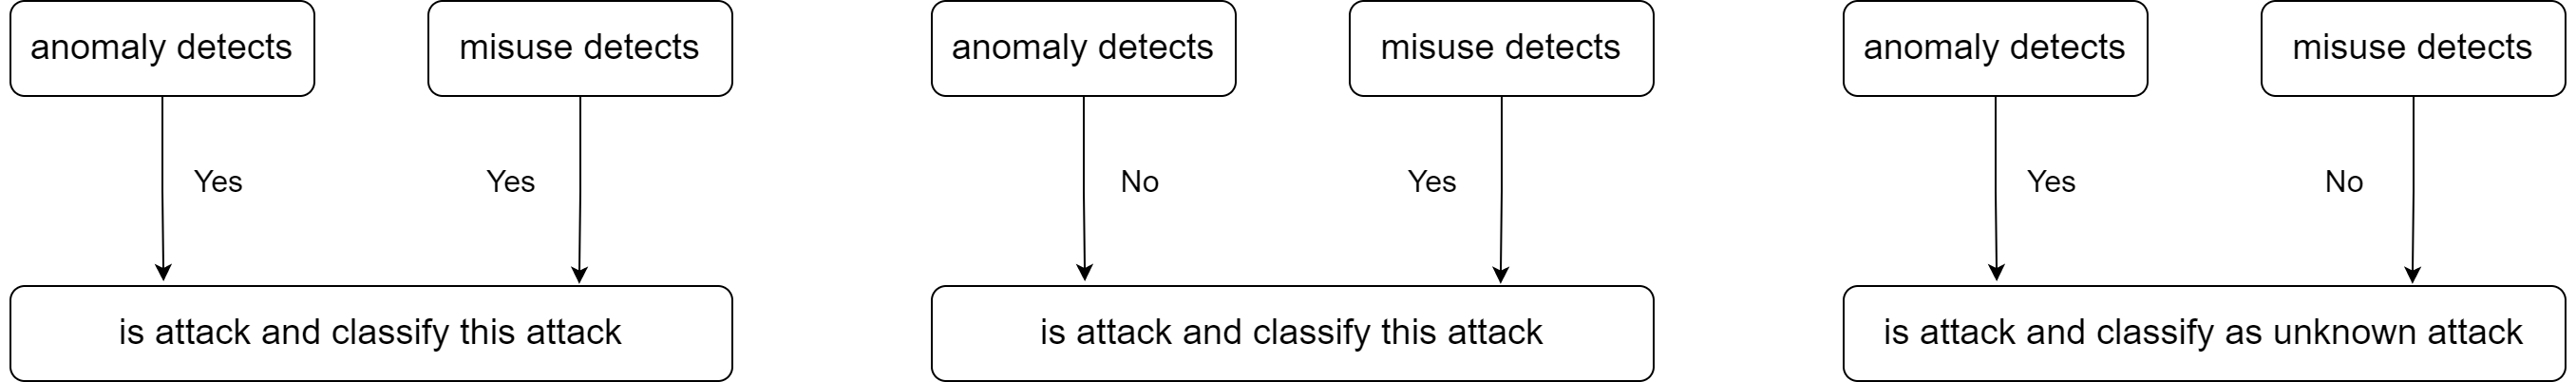 anomaly detects
misuse detects
Yes
Yes
is attack and classify this attack
anomaly detects
misuse detects
No
Yes
is attack and classify this attack
anomaly detects
misuse detects
Yes
No
is attack and classify as unknown attack